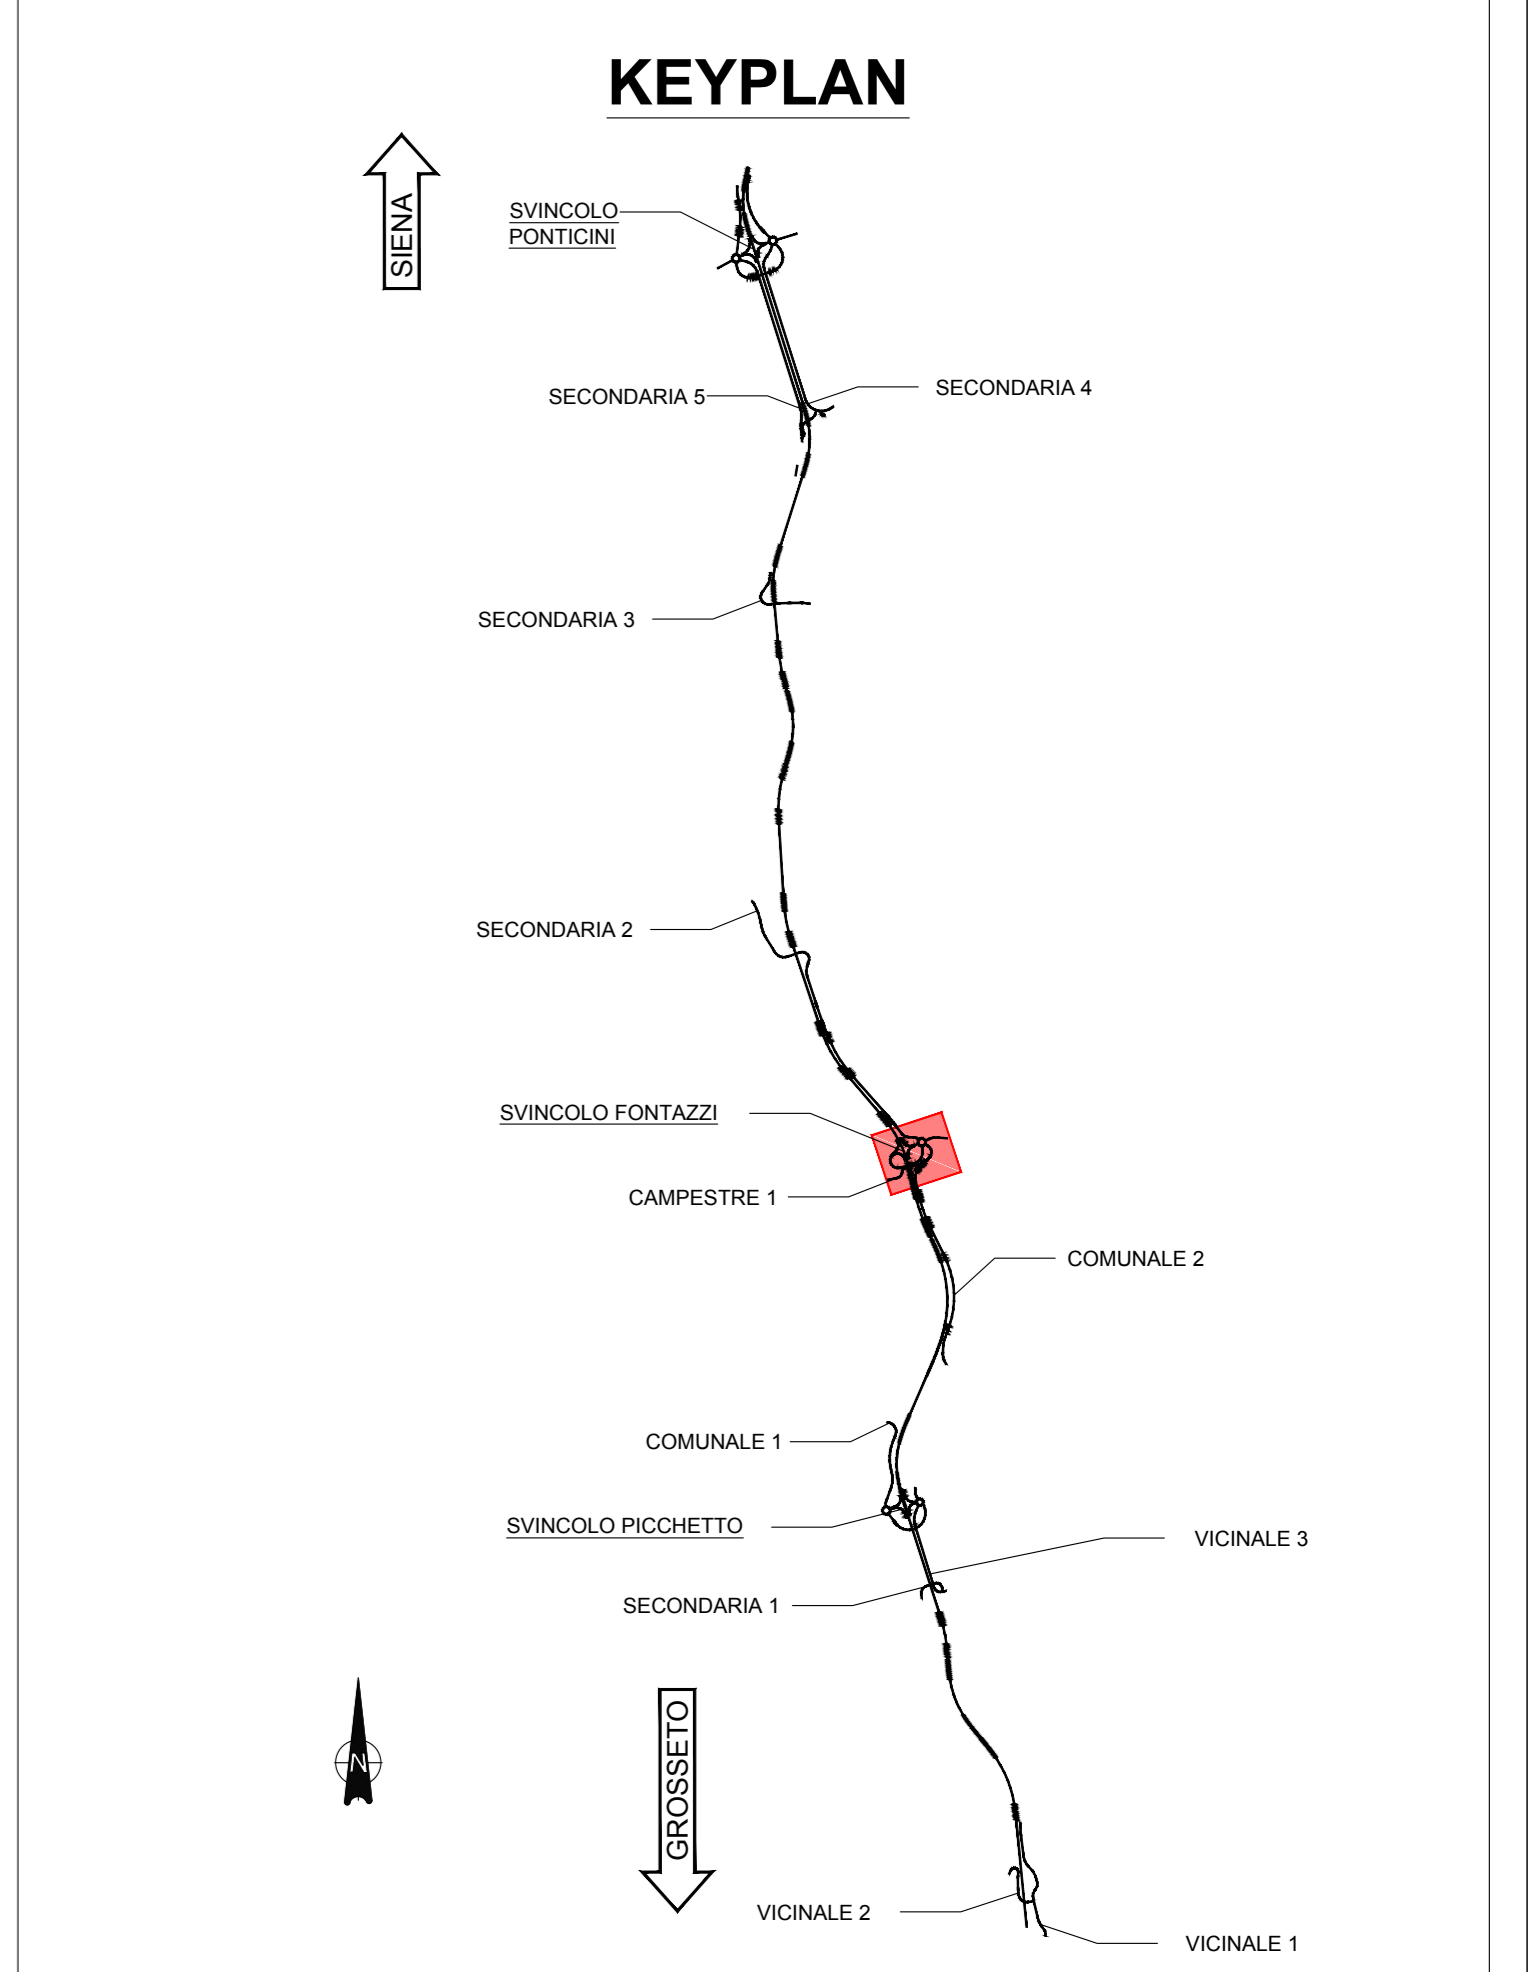 KEYPLAN
SIENA
SVINCOLO
PONTICINI
SECONDARIA 5
SECONDARIA 4
SECONDARIA 3
SECONDARIA 2
SVINCOLO FONTAZZI
CAMPESTRE 1
COMUNALE 2
COMUNALE 1
SVINCOLO PICCHETTO
VICINALE 3
SECONDARIA 1
N
GROSSETO
VICINALE 2
VICINALE 1